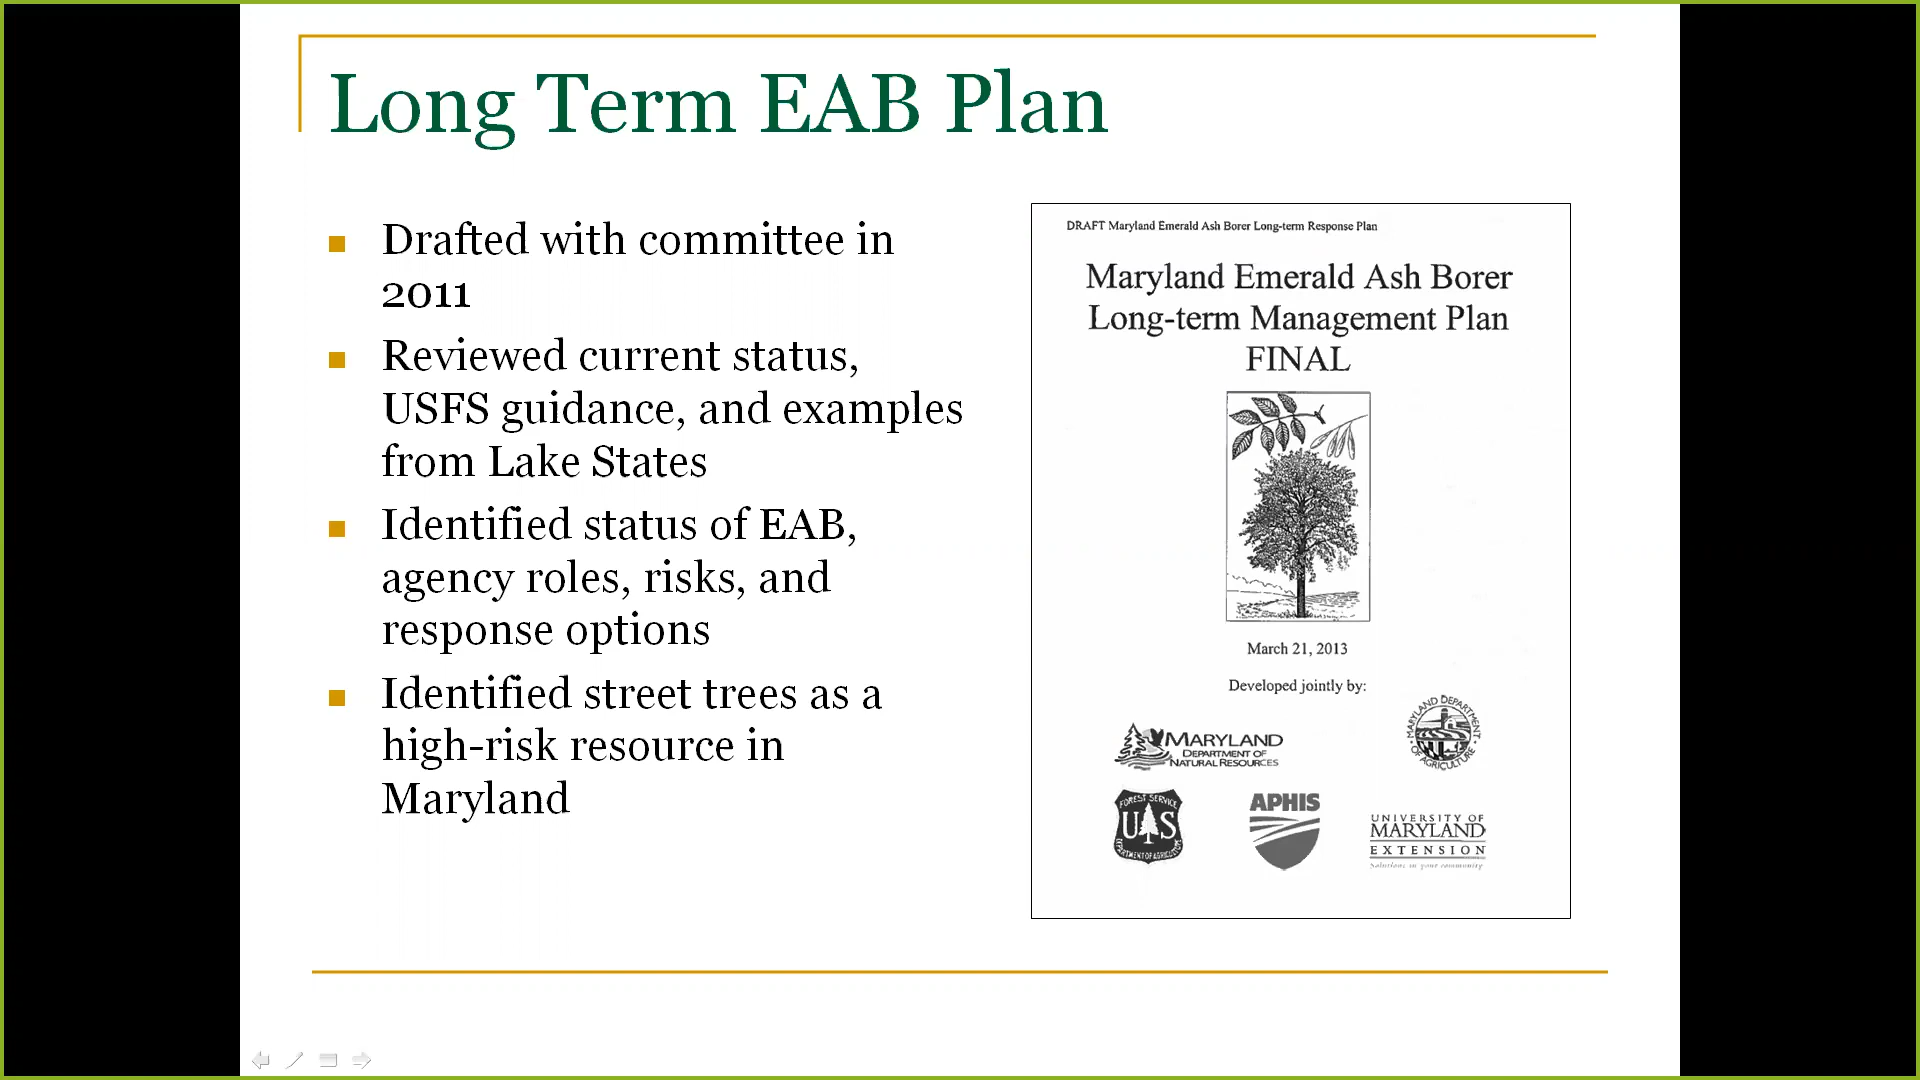 Long Term EAB Plan
Drafted with committee in
2011
Reviewed current status,
USFS guidance, and examples
from Lake States
Identified status of EAB,
agency roles, risks, and
response options
Identified street trees as a
high-risk resource in
Maryland
DRAFT Maryland Emerald Ash Borer Long-term Response Plan
Maryland Emerald Ash Borer
Long-term Management Plan
FINAL
March 21, 2013
Developed jointly by:
MARYLAND
DEPARTMENT OF
NATURAL RESOURCES
MARYLAND DEPARTMENT
OF AGRICULTURE
FOREST SERVICE
U S
DEPARTMENT OF AGRICULTURE
APHIS
UNIVERSITY OF
MARYLAND
EXTENSION
Solutions in your community